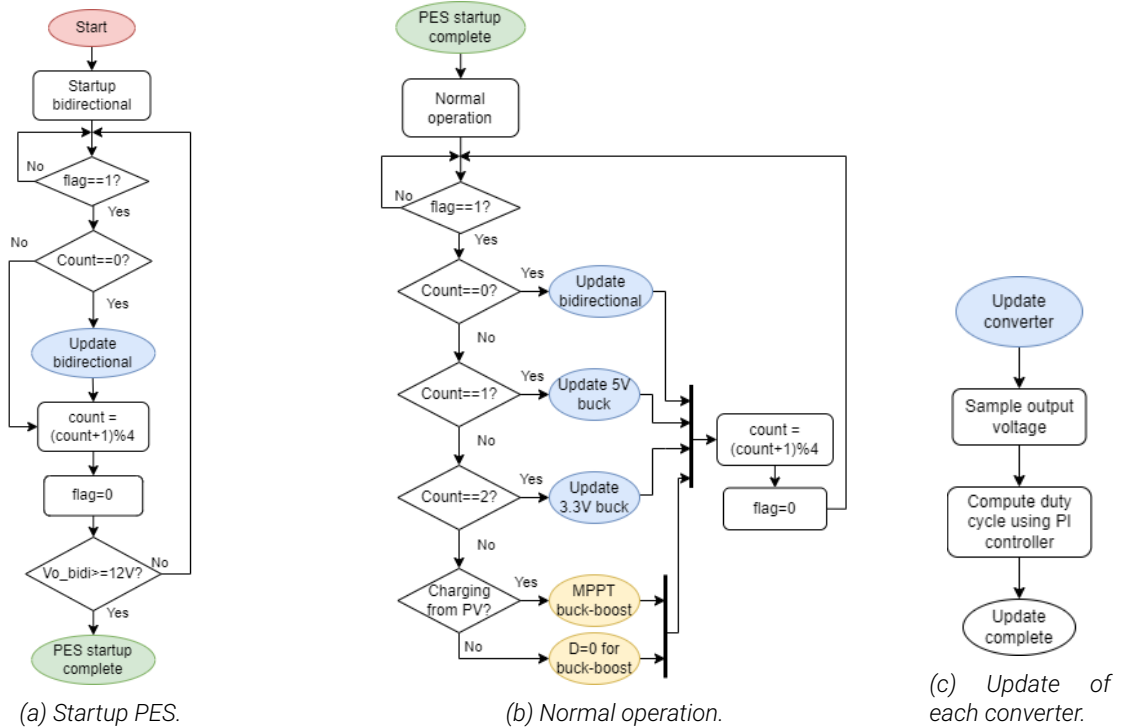 Start
Startup
bidirectional
No
flag==1?
Yes
No
Count==0?
Yes
Update
bidirectional
count =
(count+1)%4
flag=0
Vo_bidi>=12V?
No
Yes
PES startup
complete
(a) Startup PES.
PES startup
complete
Normal
operation
No
flag==1?
Yes
Count==0?
Yes
Update
bidirectional
No
Count==1?
Yes
Update 5V
buck
No
Count==2?
Yes
Update
3.3V buck
No
Charging
from PV?
Yes
MPPT
buck-boost
No
D=0 for
buck-boost
count =
(count+1)%4
flag=0
(b) Normal operation.
Update
converter
Sample output
voltage
Compute duty
cycle using PI
controller
Update
complete
(c) Update of
each converter.